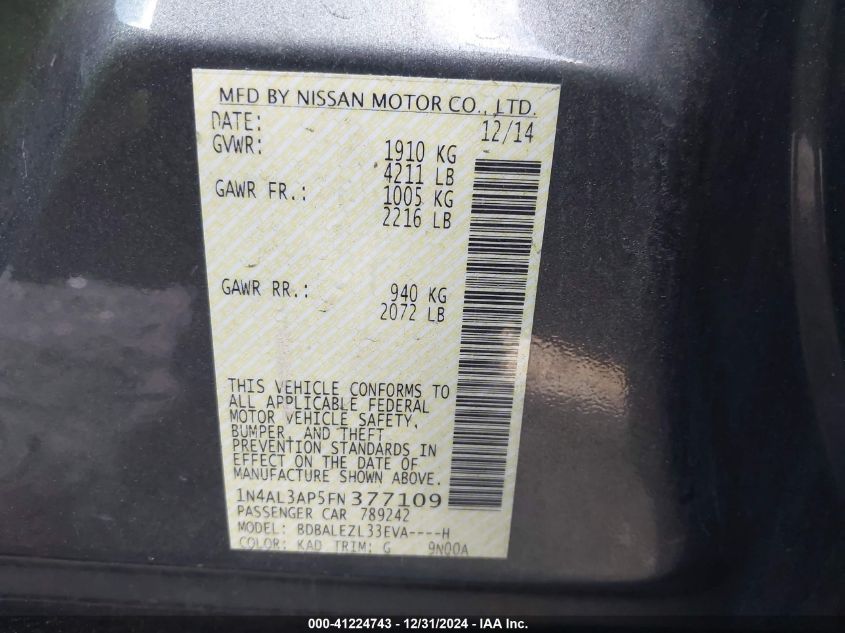 MFD BY NISSAN MOTOR CO., LTD.
DATE: 12/14
GVWR: 1910 KG
4211 LB
GAWR FR.: 1005 KG
2216 LB
GAWR RR.: 940 KG
2072 LB
THIS VEHICLE CONFORMS TO
ALL APPLICABLE FEDERAL
MOTOR VEHICLE SAFETY,
BUMPER, AND THEFT
PREVENTION STANDARDS IN
EFFECT ON THE DATE OF
MANUFACTURE SHOWN ABOVE.
1N4AL3AP5FN377109
PASSENGER CAR 789242
MODEL: BDBALEZL33EVA----H
COLOR: KAD TRIM: G 9N00A
000-41224743 - 12/31/2024 - IAA Inc.